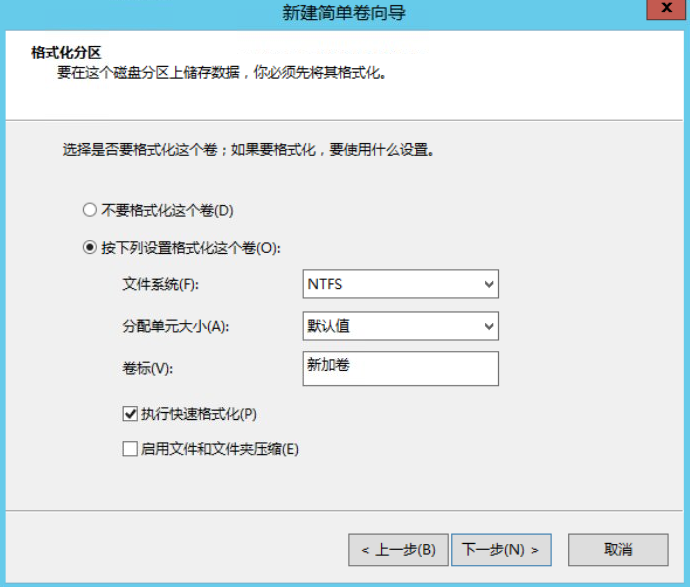 新建简单卷向导
x
格式化分区
要在这个磁盘分区上储存数据，你必须先将其格式化。
选择是否要格式化这个卷；如果要格式化，要使用什么设置。
不要格式化这个卷(D)
按下列设置格式化这个卷(O):
文件系统(F): NTFS
分配单元大小(A): 默认值
卷标(V): 新加卷
执行快速格式化(P)
启用文件和文件夹压缩(E)
< 上一步(B) 下一步(N) > 取消